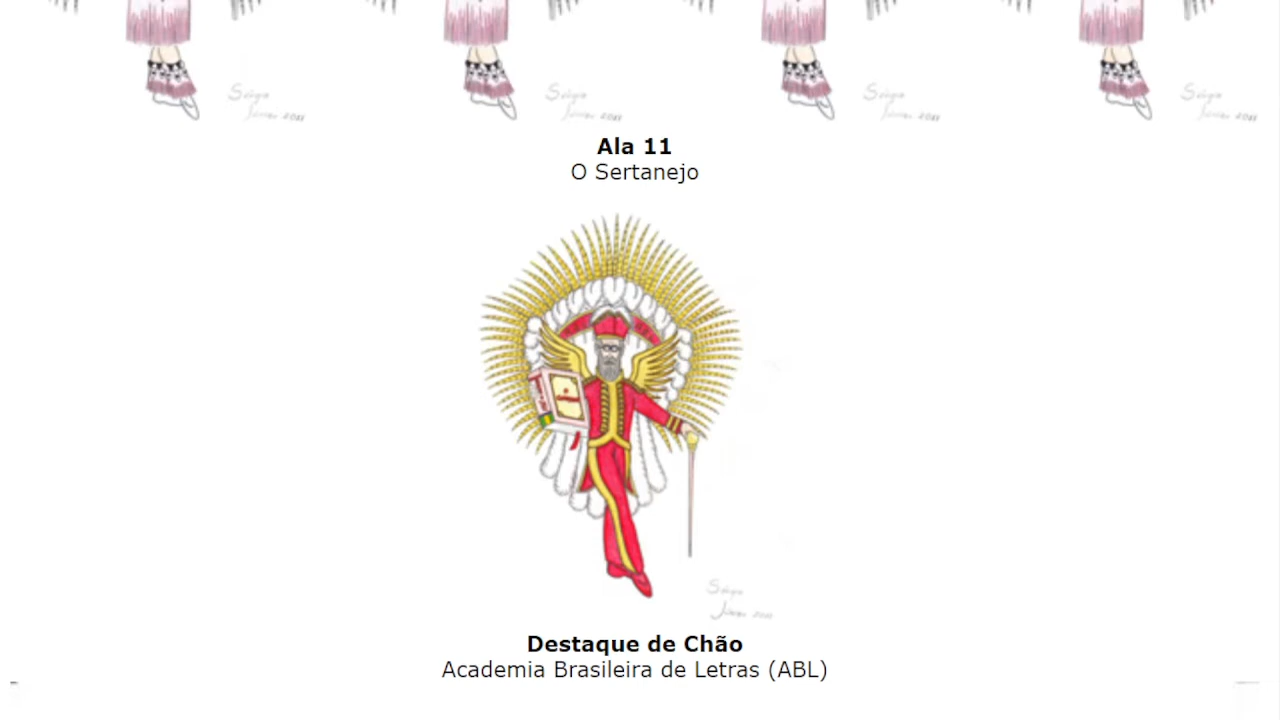 Ala 11
O Sertanejo
Destaque de Chão
Academia Brasileira de Letras (ABL)